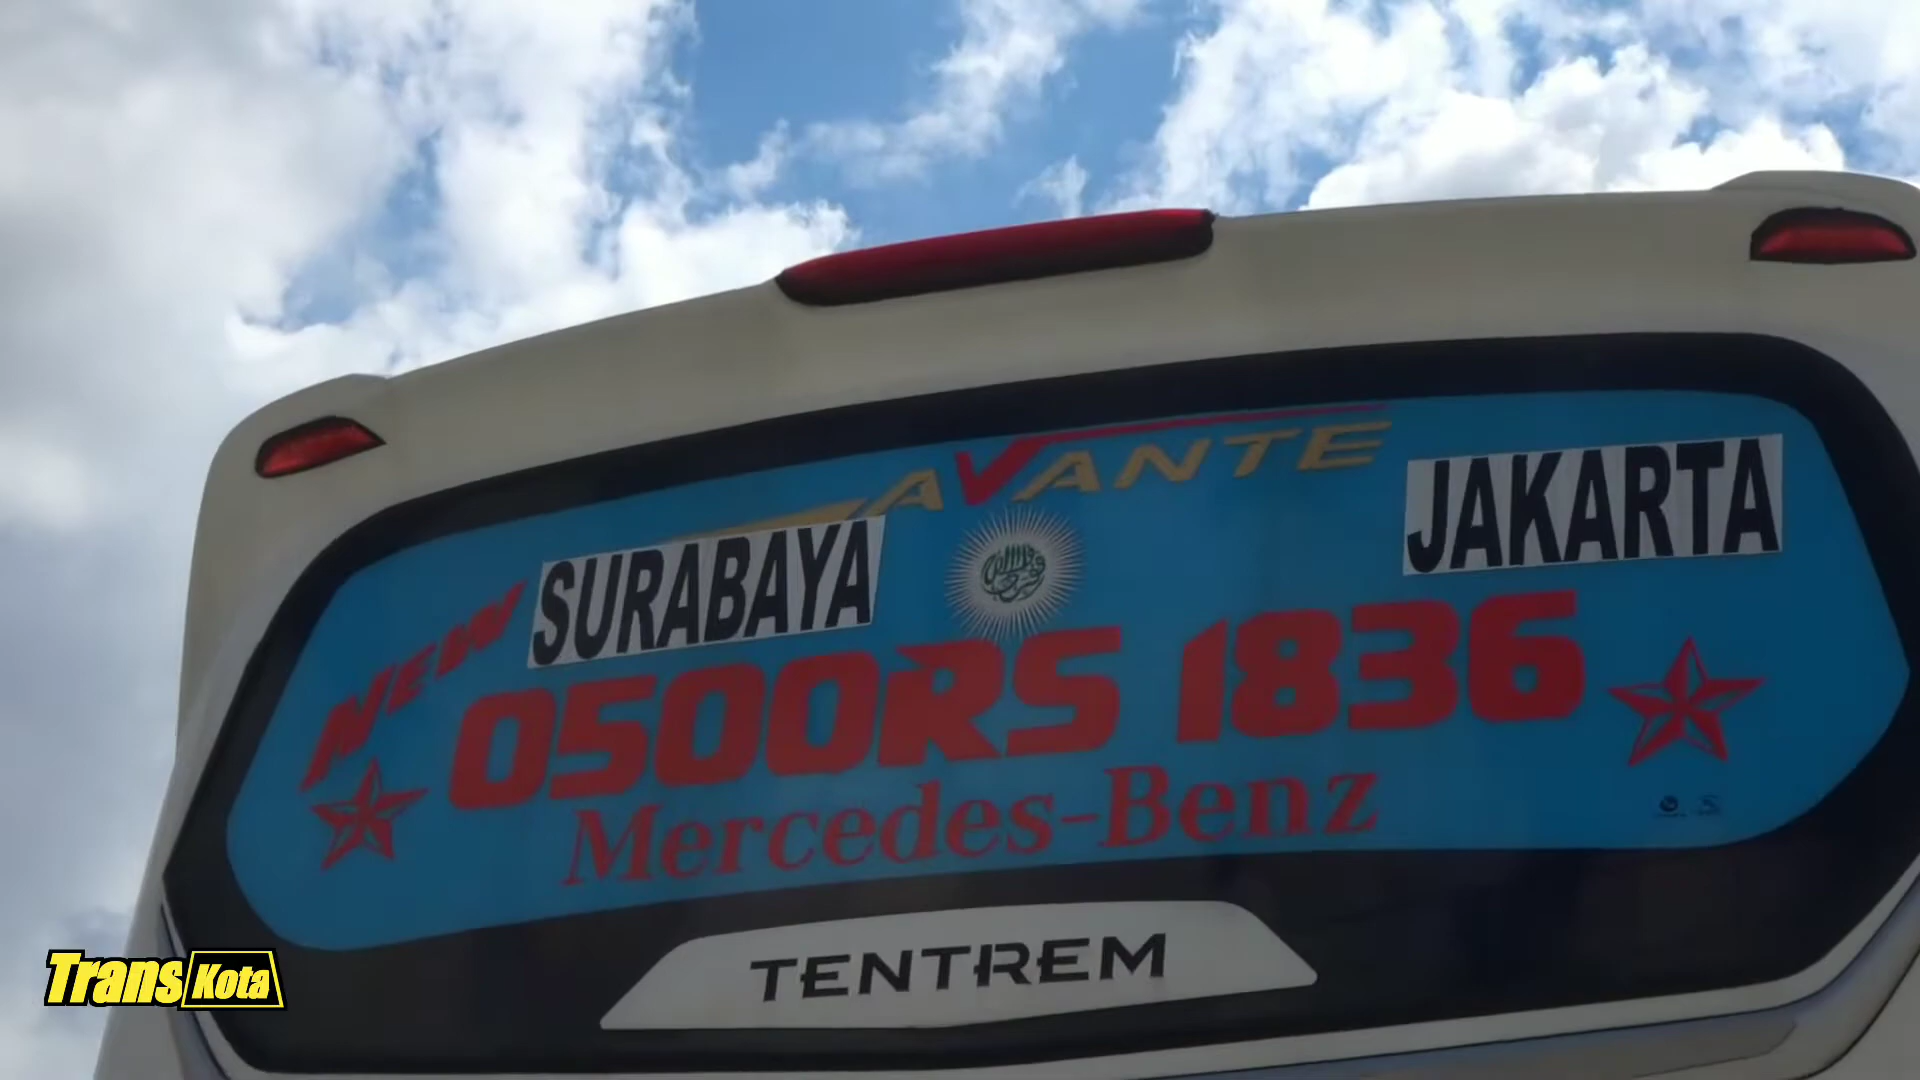 AVANTE
NEW
SURABAYA
JAKARTA
0500RS 1836
Mercedes-Benz
TENTREM
Trans Kota